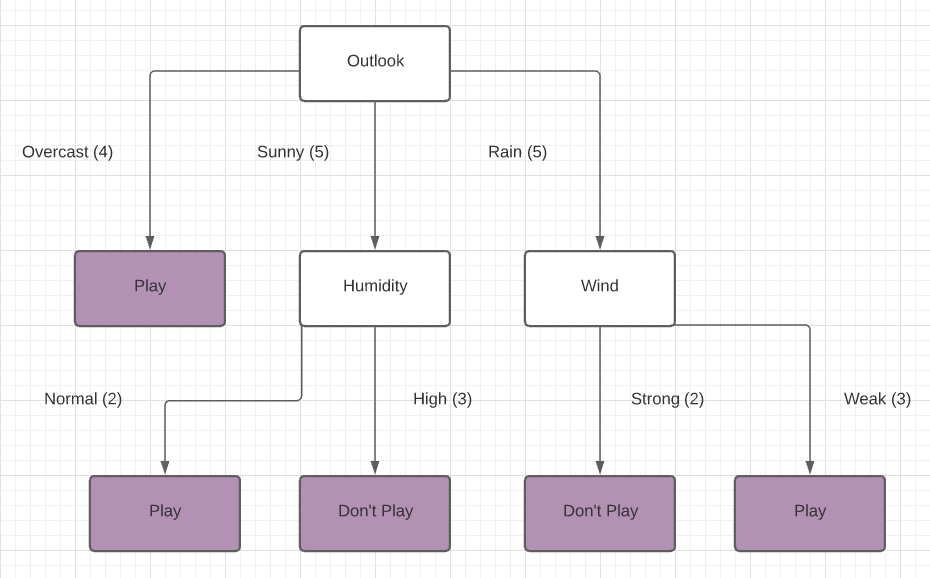 Outlook
Overcast (4)
Sunny (5)
Rain (5)
Play
Humidity
Wind
Normal (2)
High (3)
Strong (2)
Weak (3)
Play
Don't Play
Don't Play
Play